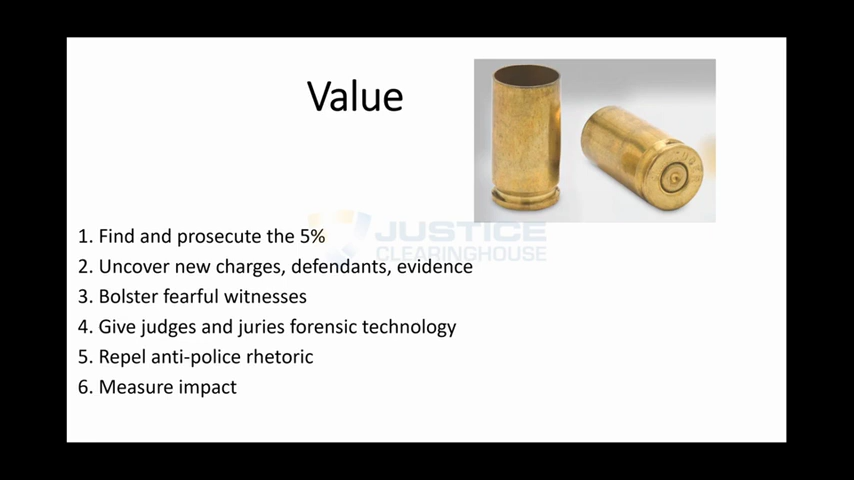 Value
JUSTICE
CLEARINGHOUSE
1. Find and prosecute the 5%
2. Uncover new charges, defendants, evidence
3. Bolster fearful witnesses
4. Give judges and juries forensic technology
5. Repel anti-police rhetoric
6. Measure impact